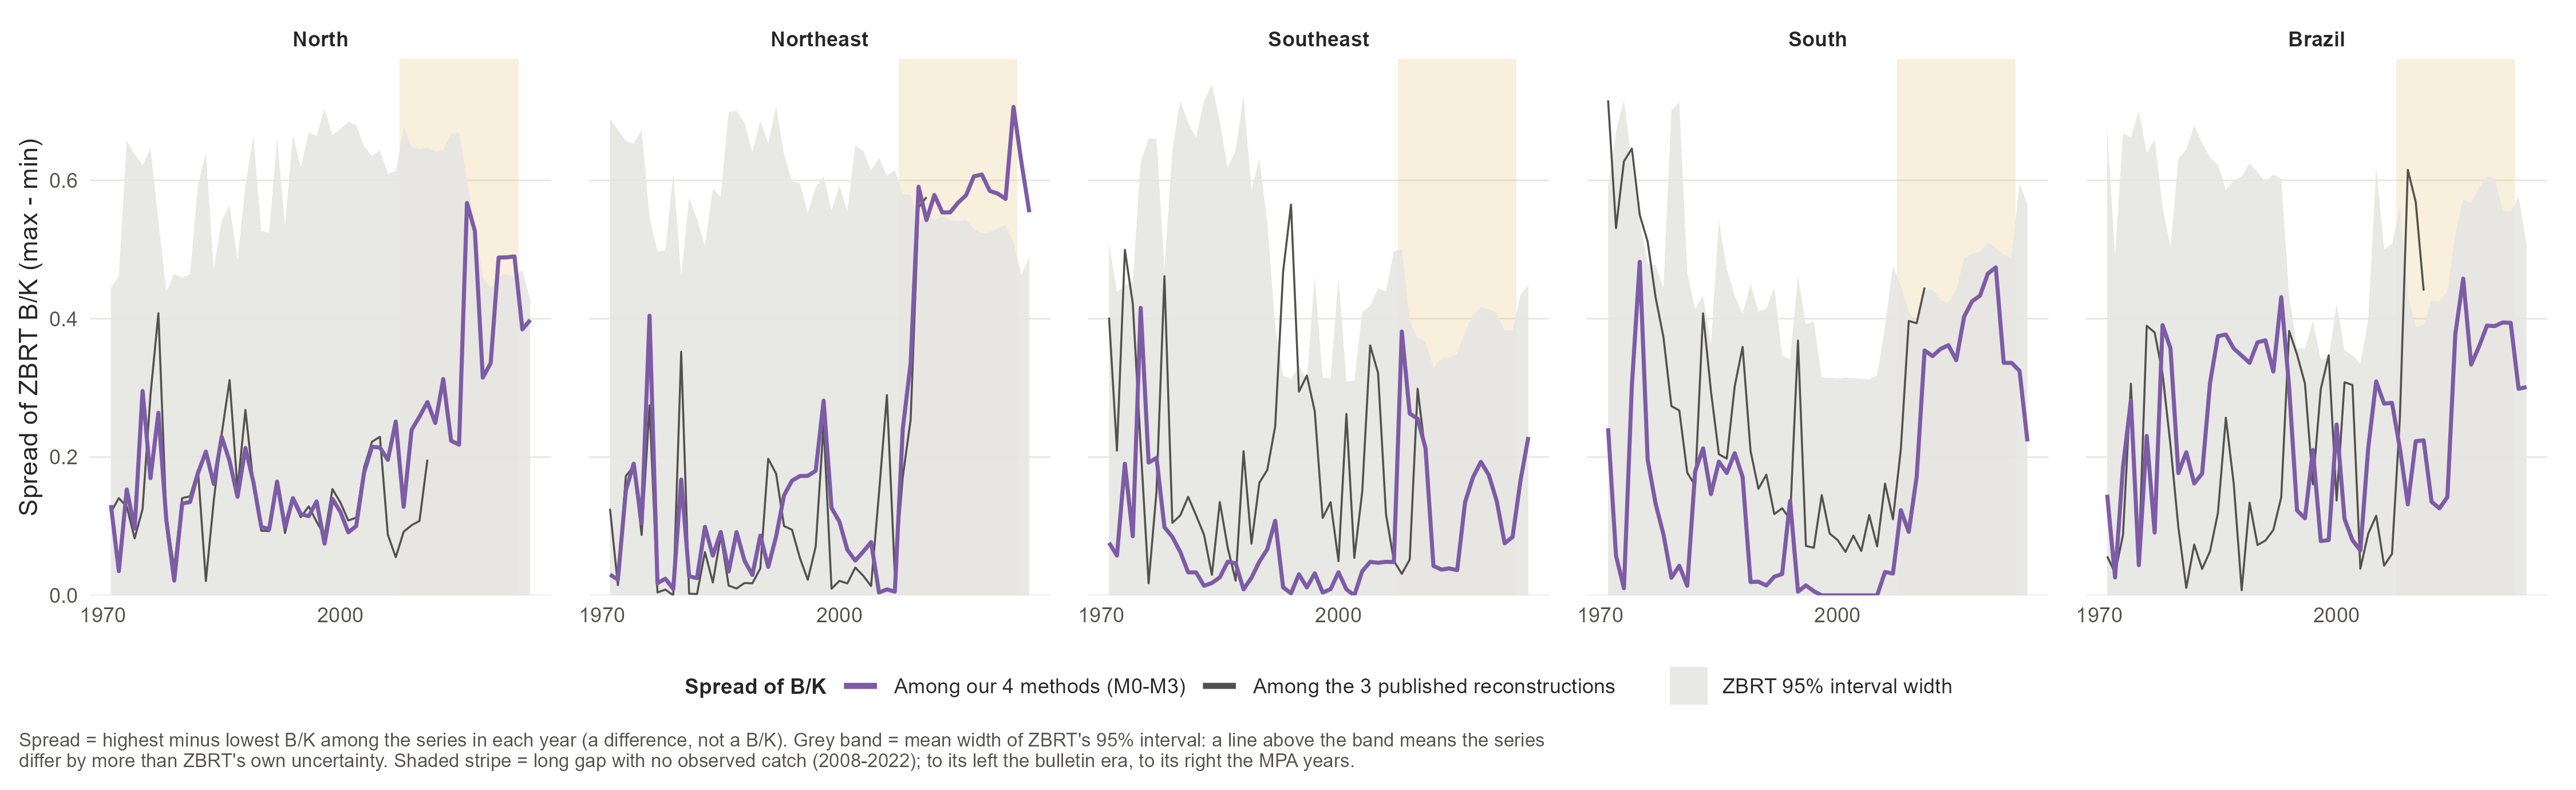 North
Northeast
Southeast
South
Brazil
Spread of ZBRT B/K (max - min)
0.6
0.4
0.2
0.0
1970 2000
1970 2000
1970 2000
1970 2000
1970 2000
Spread of B/K Among our 4 methods (M0-M3) Among the 3 published reconstructions ZBRT 95% interval width
Spread = highest minus lowest B/K among the series in each year (a difference, not a B/K). Grey band = mean width of ZBRT's 95% interval: a line above the band means the series
differ by more than ZBRT's own uncertainty. Shaded stripe = long gap with no observed catch (2008-2022); to its left the bulletin era, to its right the MPA years.